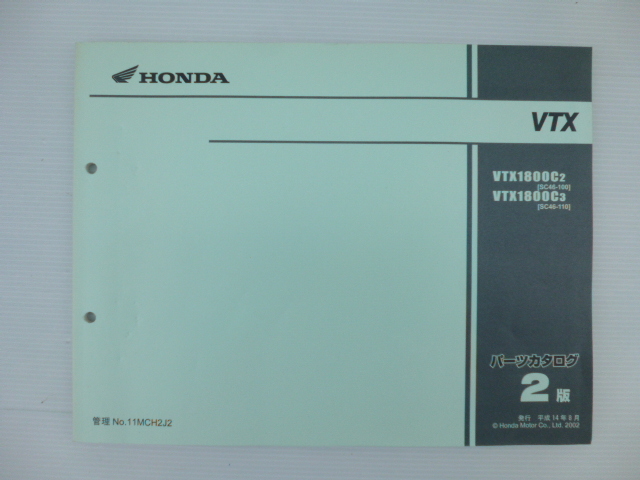 HONDA
VTX
VTX1800C2
[SC46-100]
VTX1800C3
[SC46-110]
パーツカタログ
2版
発行 平成14年8月
© Honda Motor Co., Ltd. 2002
管理 No.11MCH2J2